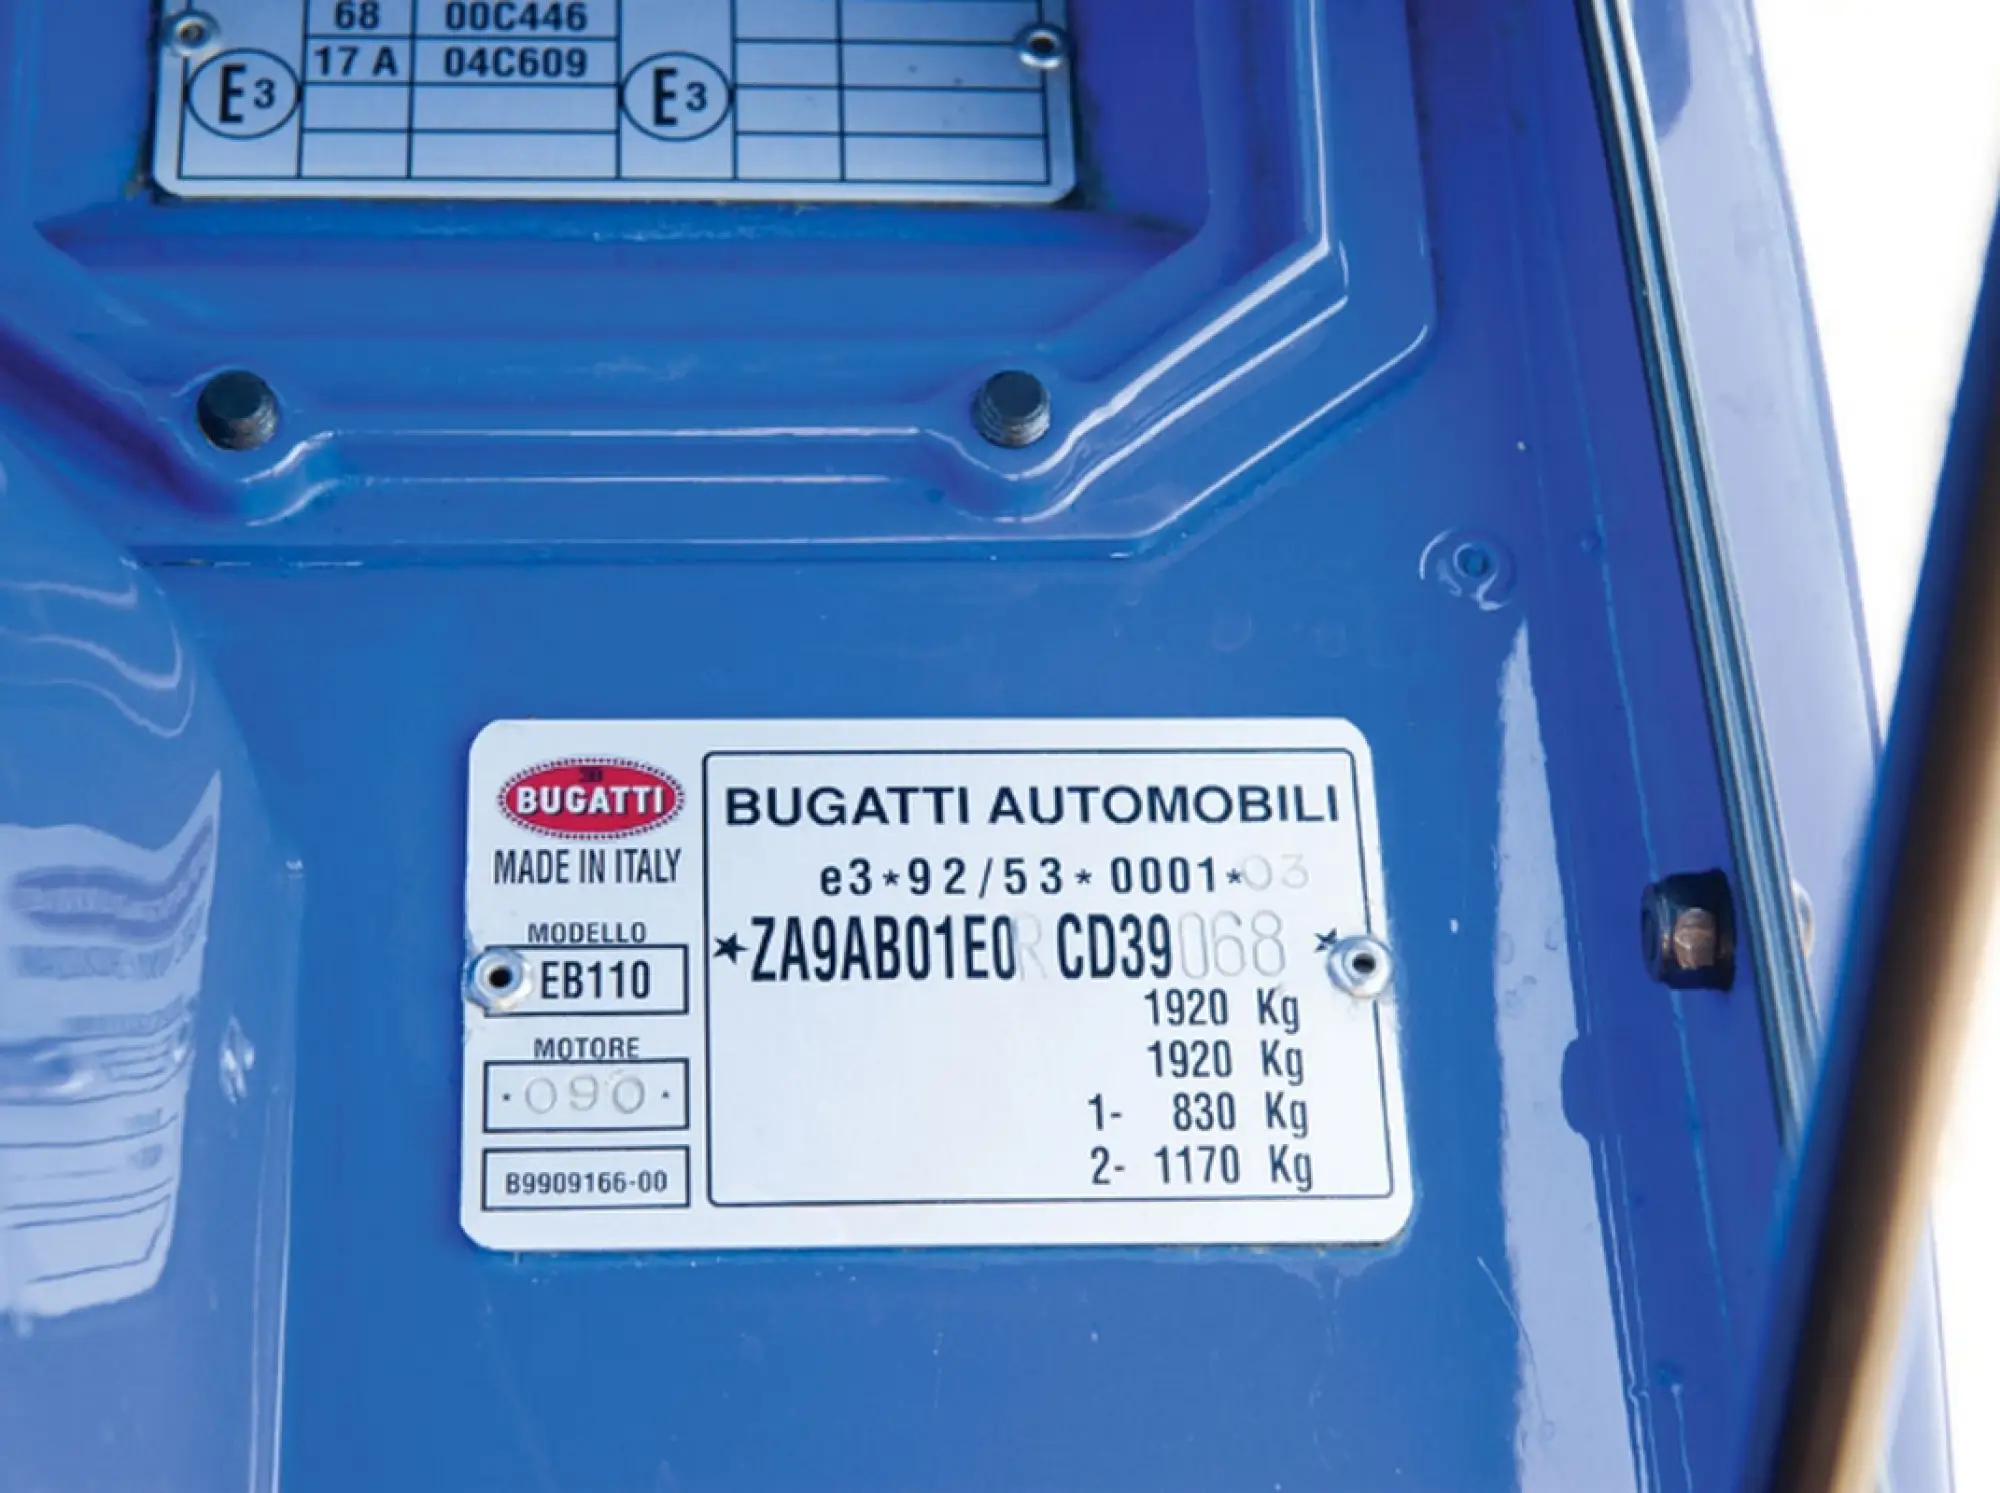 68 00C446
17 A 04C609
E3 E3
BUGATTI
MADE IN ITALY
MODELLO
EB110
MOTORE
·090·
B9909166-00
BUGATTI AUTOMOBILI
e3*92/53*0001*03
★ZA9AB01E0RCD39068★
1920 Kg
1920 Kg
1- 830 Kg
2- 1170 Kg